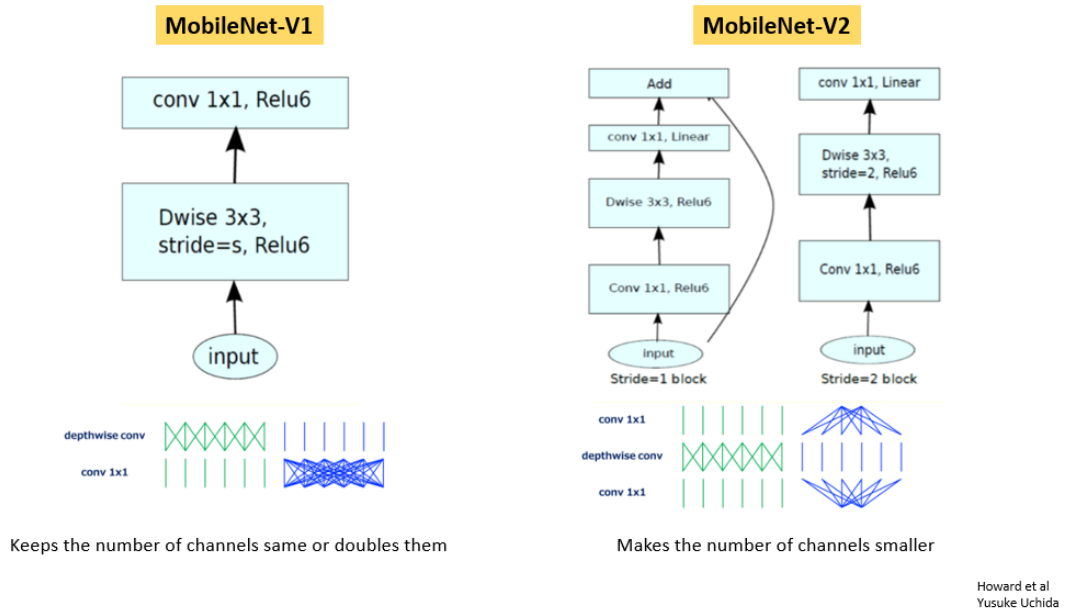 MobileNet-V1
conv 1x1, Relu6
Dwise 3x3,
stride=s, Relu6
input
depthwise conv
conv 1x1
Keeps the number of channels same or doubles them
MobileNet-V2
Add
conv 1x1, Linear
Dwise 3x3, Relu6
Conv 1x1, Relu6
input
Stride=1 block
conv 1x1, Linear
Dwise 3x3,
stride=2, Relu6
Conv 1x1, Relu6
input
Stride=2 block
conv 1x1
depthwise conv
conv 1x1
Makes the number of channels smaller
Howard et al
Yusuke Uchida